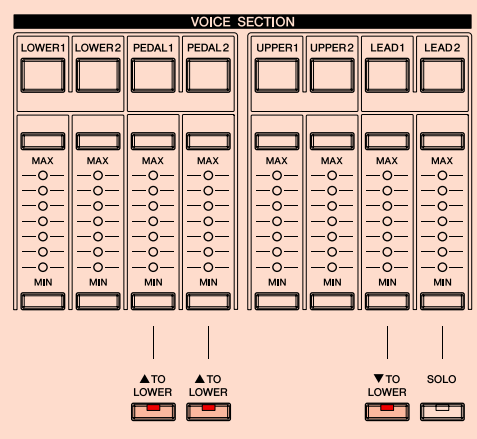 VOICE SECTION
LOWER1 LOWER2 PEDAL1 PEDAL2 UPPER1 UPPER2 LEAD1 LEAD2
MAX MAX MAX MAX MAX MAX MAX MAX
MIN MIN MIN MIN MIN MIN MIN MIN
▲TO ▲TO ▼TO SOLO
LOWER LOWER LOWER